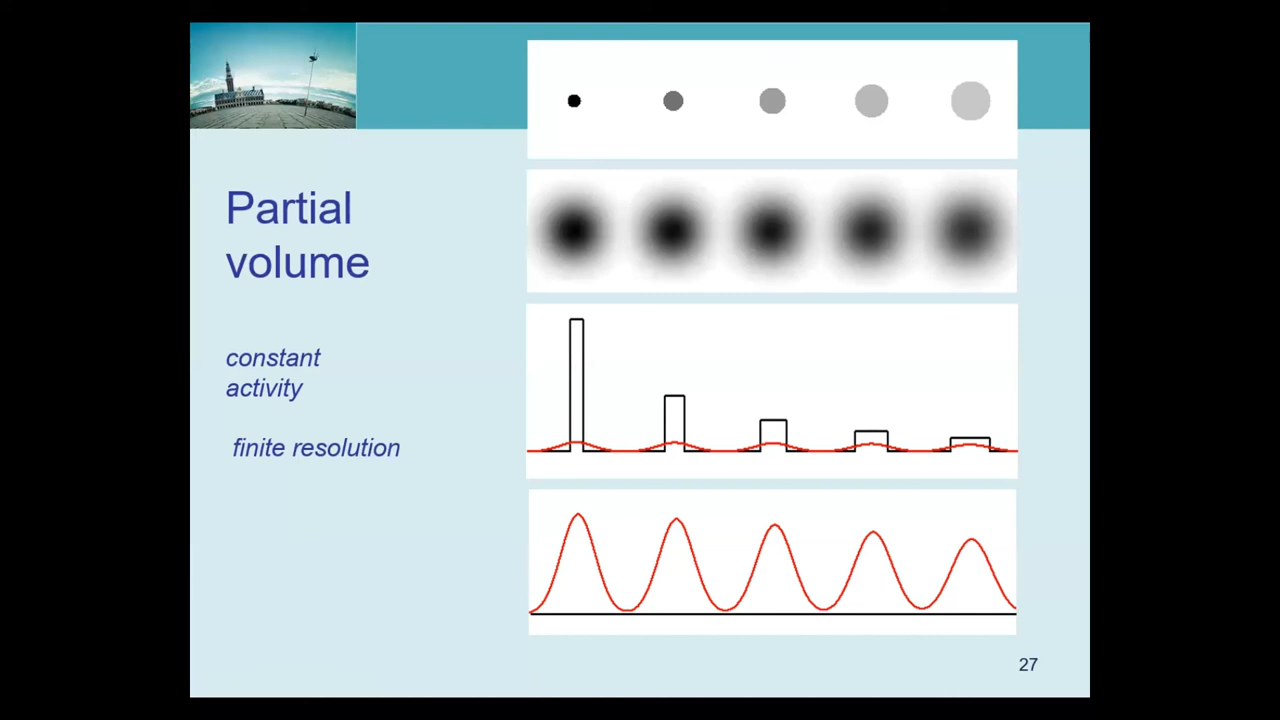 Partial
volume
constant
activity
finite resolution
27